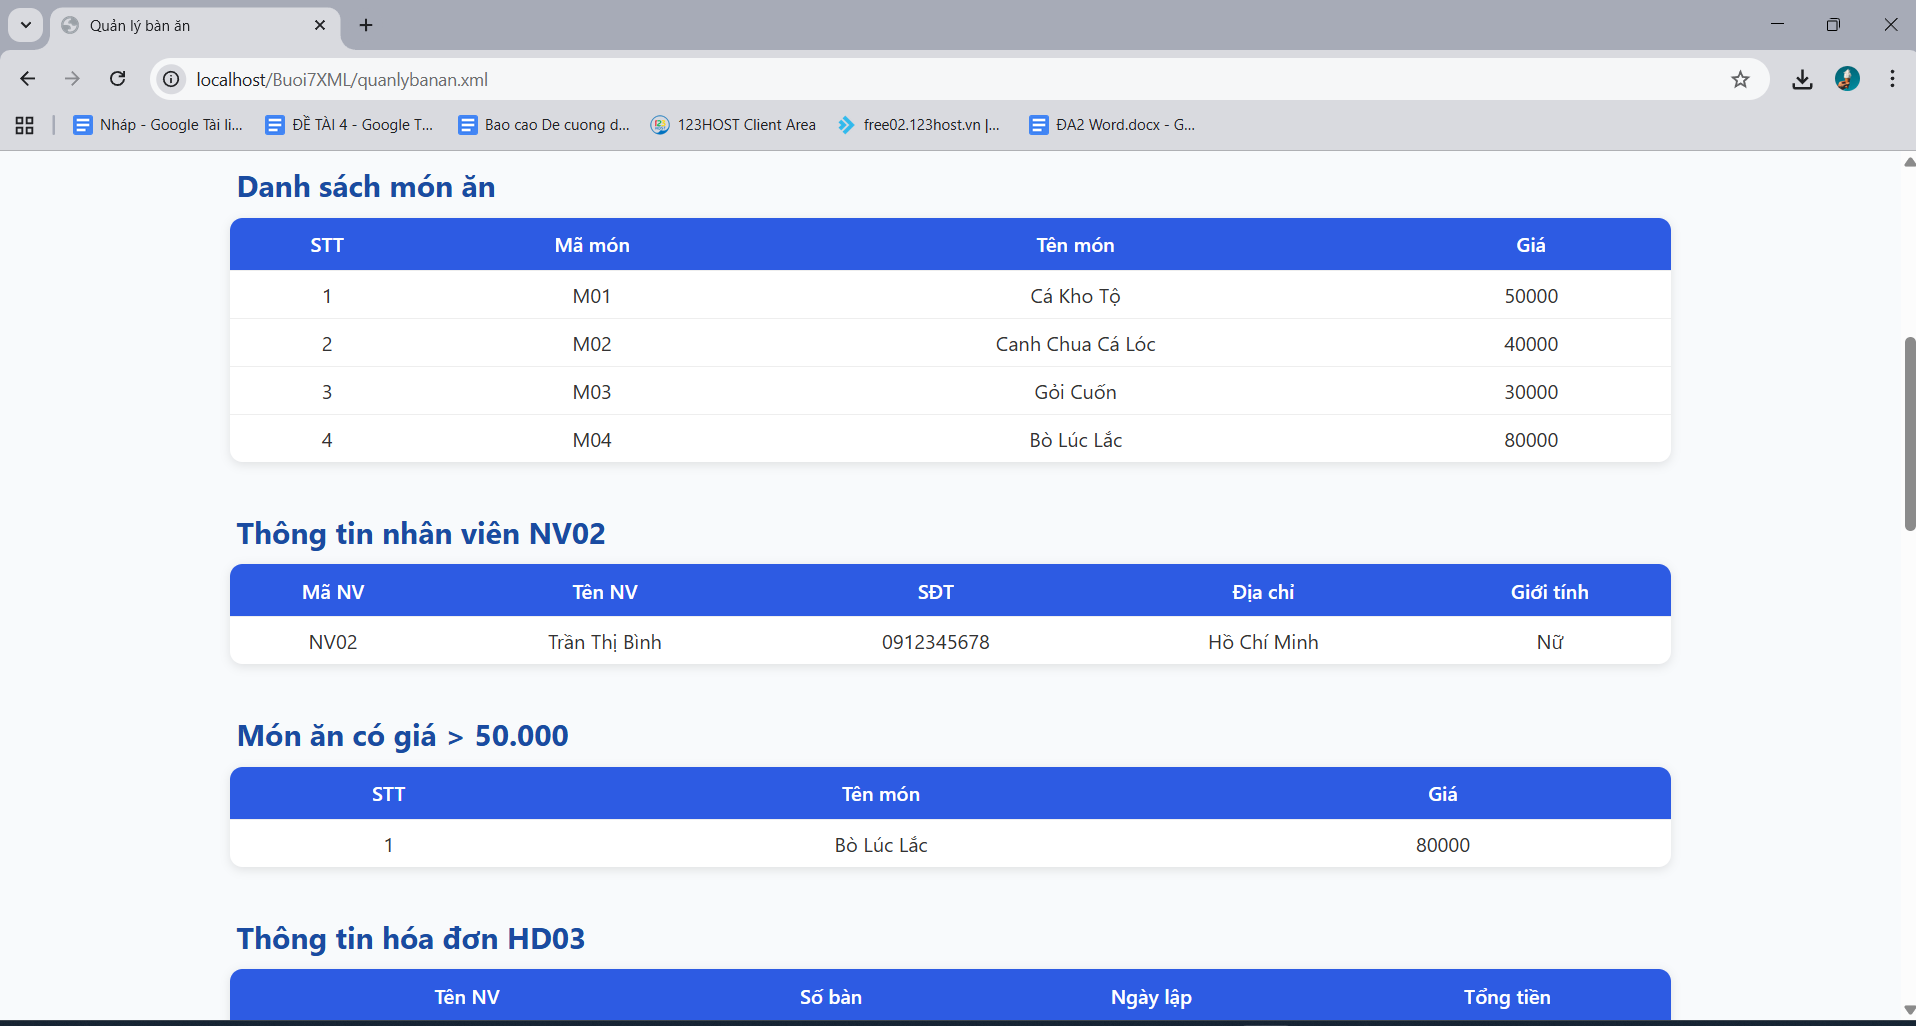 Quản lý bàn ăn
localhost/Buoi7XML/quanlybanan.xml
Nháp - Google Tài li...
ĐỀ TÀI 4 - Google T...
Bao cao De cuong d...
123HOST Client Area
free02.123host.vn |...
ĐA2 Word.docx - G...
Danh sách món ăn
STT Mã món Tên món Giá
1 M01 Cá Kho Tộ 50000
2 M02 Canh Chua Cá Lóc 40000
3 M03 Gỏi Cuốn 30000
4 M04 Bò Lúc Lắc 80000
Thông tin nhân viên NV02
Mã NV Tên NV SĐT Địa chỉ Giới tính
NV02 Trần Thị Bình 0912345678 Hồ Chí Minh Nữ
Món ăn có giá > 50.000
STT Tên món Giá
1 Bò Lúc Lắc 80000
Thông tin hóa đơn HD03
Tên NV Số bàn Ngày lập Tổng tiền